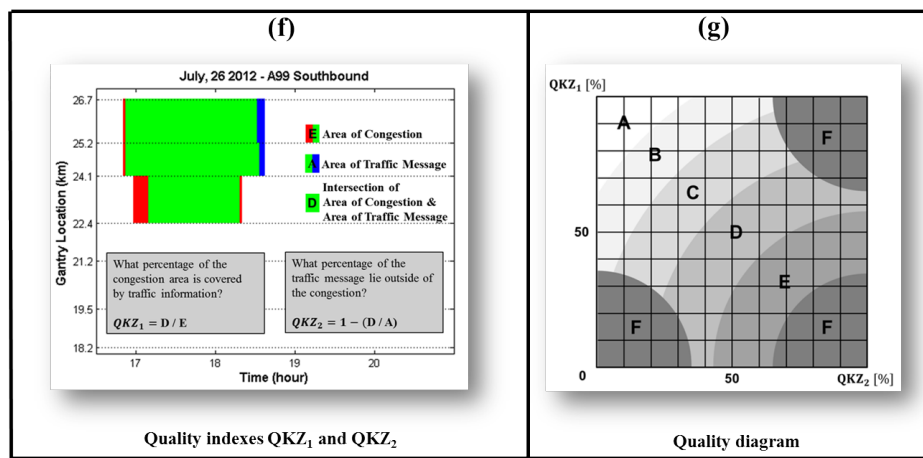 (f)
July, 26 2012 - A99 Southbound
Gantry Location (km)
26.7
25.2
24.1
22.4
21.2
19.5
18.2
E Area of Congestion
A Area of Traffic Message
Intersection of
D Area of Congestion &
Area of Traffic Message
What percentage of the
congestion area is covered
by traffic information?
QKZ₁ = D / E
What percentage of the
traffic message lie outside of
the congestion?
QKZ₂ = 1 − (D / A)
17 18 19 20
Time (hour)
Quality indexes QKZ₁ and QKZ₂
(g)
QKZ₁ [%]
A
F
B
C
50
D
E
F
F
0
50
QKZ₂ [%]
Quality diagram